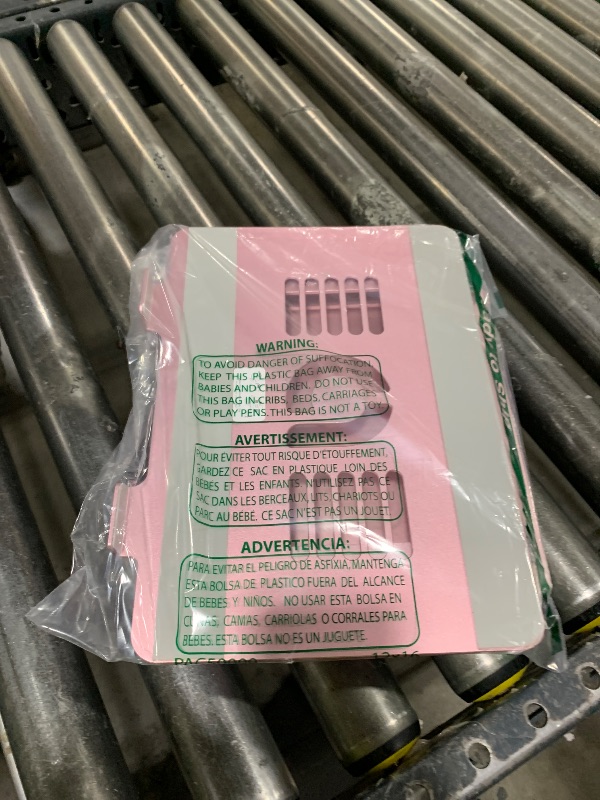 WARNING:
TO AVOID DANGER OF SUFFOCATION
KEEP THIS PLASTIC BAG AWAY FROM
BABIES AND CHILDREN. DO NOT USE
THIS BAG IN CRIBS, BEDS, CARRIAGES
OR PLAY PENS. THIS BAG IS NOT A TOY.
AVERTISSEMENT:
POUR ÉVITER TOUT RISQUE D'ÉTOUFFEMENT,
GARDEZ CE SAC EN PLASTIQUE LOIN DES
BÉBES ET LES ENFANTS. N'UTILISEZ PAS CE
SAC DANS LES BERCEAUX, LITS, CHARIOTS OU
PARC AU BÉBÉ. CE SAC N'EST PAS UN JOUET.
ADVERTENCIA:
PARA EVITAR EL PELIGRO DE ASFIXIA, MANTENGA
ESTA BOLSA DE PLASTICO FUERA DEL ALCANCE
DE BEBES Y NIÑOS. NO USAR ESTA BOLSA EN
CUNAS, CAMAS, CARRIOLAS O CORRALES PARA
BEBES. ESTA BOLSA NO ES UN JUGUETE.
13x16